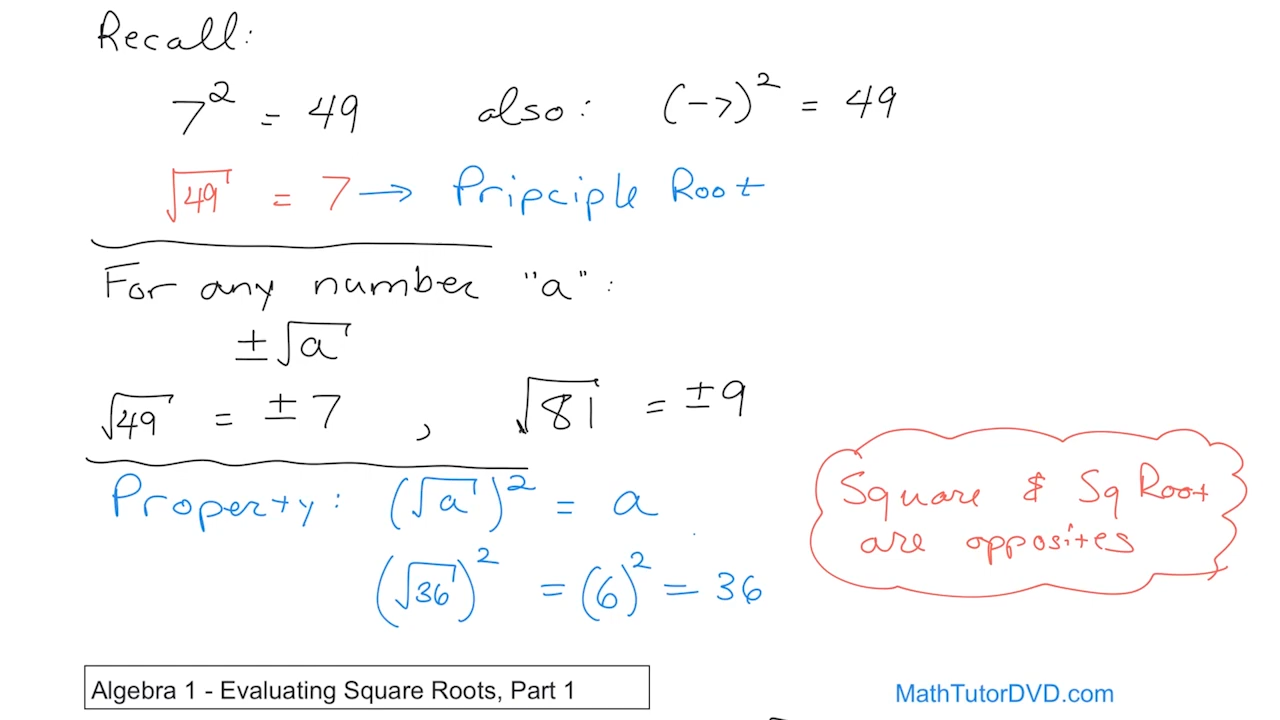 Recall:
7² = 49 also: (-7)² = 49
√49 = 7 → Pripciple Root
For any number "a":
±√a
√49 = ±7 , √81 = ±9
Property: (√a)² = a
Square & Sq Root
are opposites
(√36)² = (6)² = 36
Algebra 1 - Evaluating Square Roots, Part 1
MathTutorDVD.com